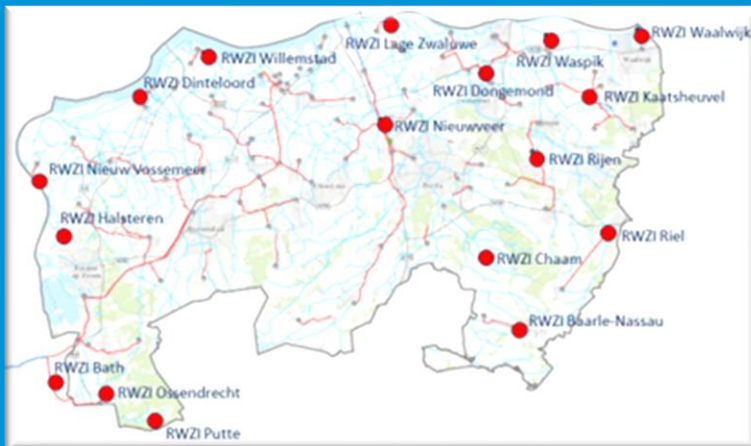 RWZI Lage Zwaluwe
RWZI Waalwijk
RWZI Willemstad
RWZI Waspik
RWZI Dinteloord
RWZI Dongemond
RWZI Kaatsheuvel
RWZI Nieuwveer
RWZI Rijen
RWZI Nieuw Vossemeer
RWZI Halsteren
RWZI Riel
RWZI Chaam
RWZI Baarle-Nassau
RWZI Bath
RWZI Ossendrecht
RWZI Putte